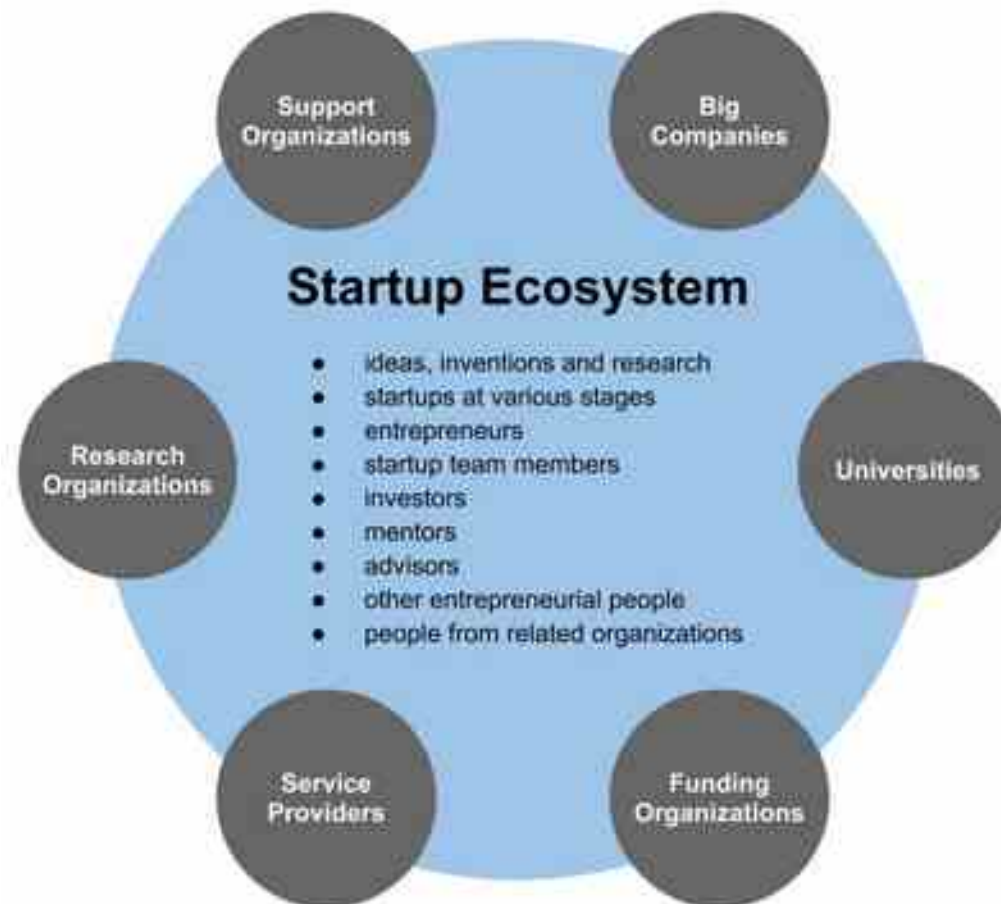 Support
Organizations
Big
Companies
Startup Ecosystem
● ideas, inventions and research
● startups at various stages
● entrepreneurs
● startup team members
● investors
● mentors
● advisors
● other entrepreneurial people
● people from related organizations
Research
Organizations
Universities
Service
Providers
Funding
Organizations